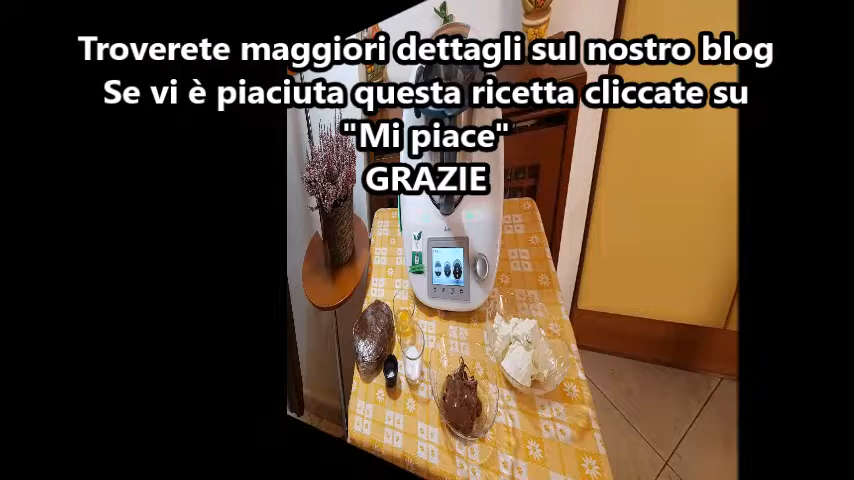 Troverete maggiori dettagli sul nostro blog
Se vi è piaciuta questa ricetta cliccate su
"Mi piace"
GRAZIE